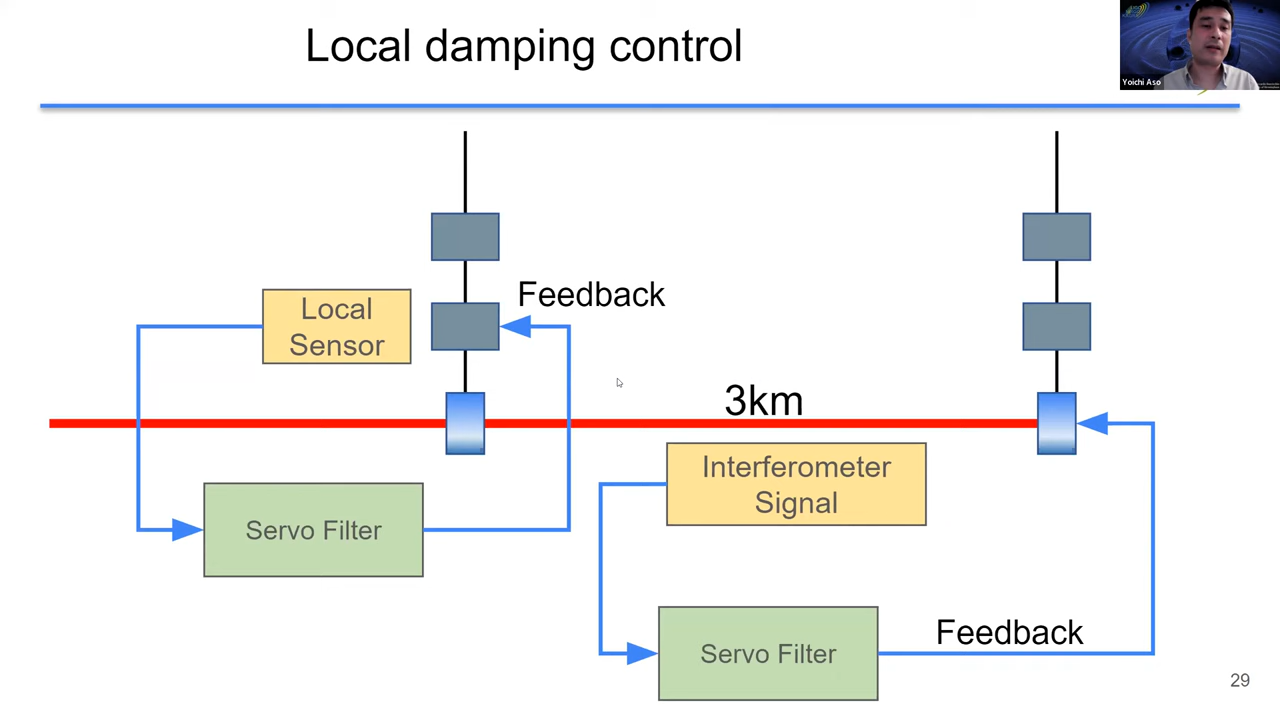 Local damping control
Yoichi Aso
Feedback
Local
Sensor
3km
Interferometer
Signal
Servo Filter
Feedback
Servo Filter
29